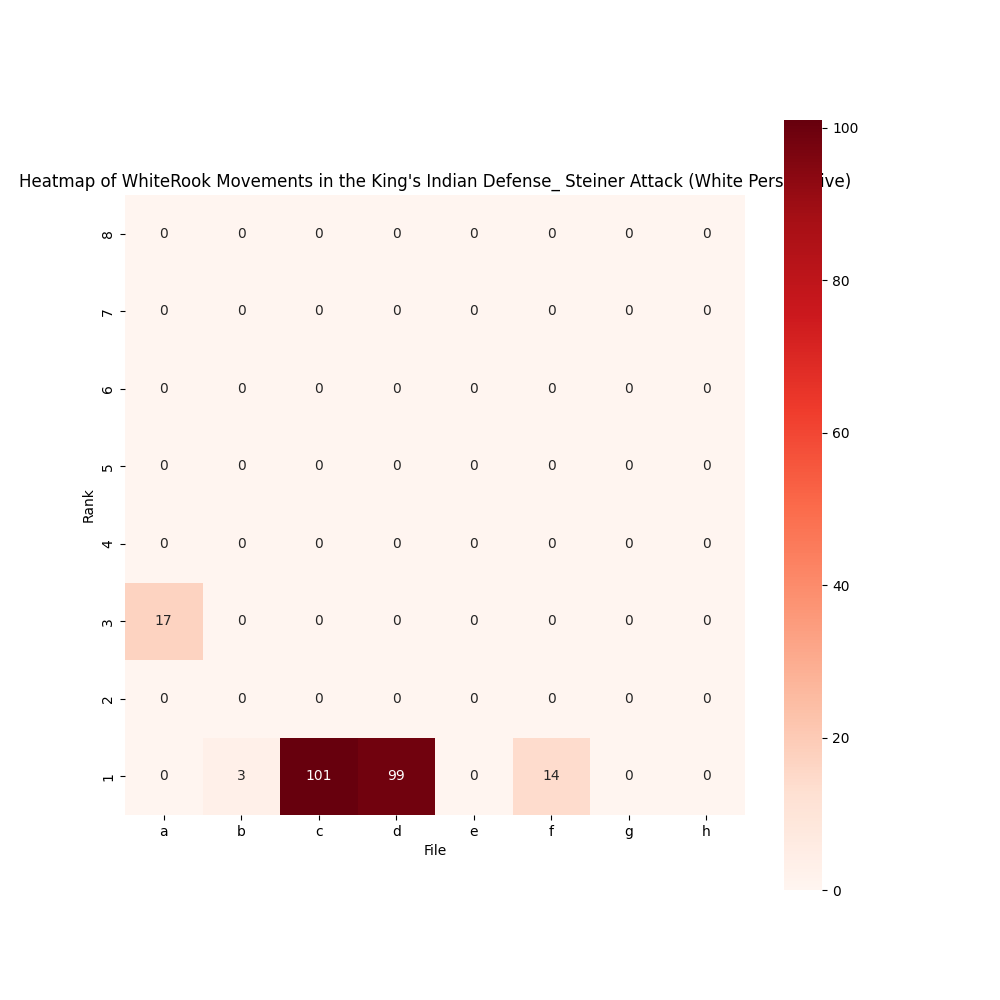 Heatmap of WhiteRook Movements in the King's Indian Defense_ Steiner Attack (White Pers ive)
100
80
60
40
20
0
Rank
8 0 0 0 0 0 0 0 0
7 0 0 0 0 0 0 0 0
6 0 0 0 0 0 0 0 0
5 0 0 0 0 0 0 0 0
4 0 0 0 0 0 0 0 0
3 17 0 0 0 0 0 0 0
2 0 0 0 0 0 0 0 0
1 0 3 101 99 0 14 0 0
a b c d e f g h
File